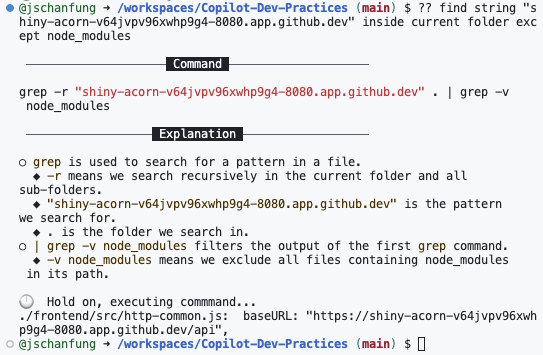 @jschanfung → /workspaces/Copilot-Dev-Practices (main) $ ?? find string "s
hiny-acorn-v64jvpv96xwhp9g4-8080.app.github.dev" inside current folder exc
ept node_modules
Command
grep -r "shiny-acorn-v64jvpv96xwhp9g4-8080.app.github.dev" . | grep -v
node_modules
Explanation
○ grep is used to search for a pattern in a file.
◆ -r means we search recursively in the current folder and all
sub-folders.
◆ "shiny-acorn-v64jvpv96xwhp9g4-8080.app.github.dev" is the pattern
we search for.
◆ . is the folder we search in.
○ | grep -v node_modules filters the output of the first grep command.
◆ -v node_modules means we exclude all files containing node_modules
in its path.
🕛 Hold on, executing commmand...
./frontend/src/http-common.js:  baseURL: "https://shiny-acorn-v64jvpv96xw
hp9g4-8080.app.github.dev/api",
@jschanfung → /workspaces/Copilot-Dev-Practices (main) $